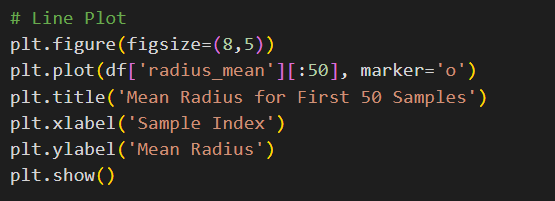 # Line Plot
plt.figure(figsize=(8,5))
plt.plot(df['radius_mean'][:50], marker='o')
plt.title('Mean Radius for First 50 Samples')
plt.xlabel('Sample Index')
plt.ylabel('Mean Radius')
plt.show()